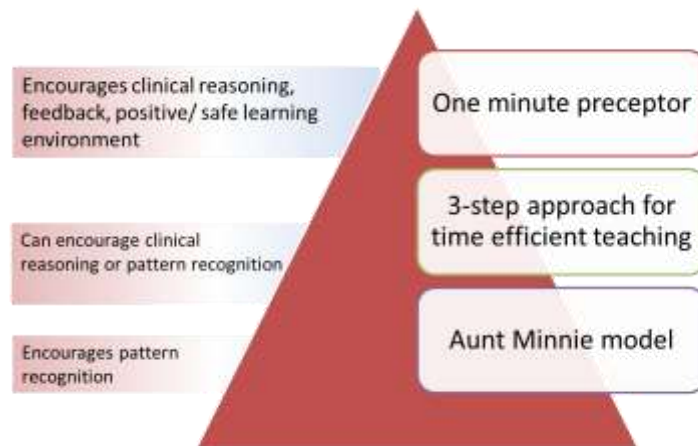 Encourages clinical reasoning,
feedback, positive/ safe learning
environment
One minute preceptor
Can encourage clinical
reasoning or pattern recognition
3-step approach for
time efficient teaching
Encourages pattern
recognition
Aunt Minnie model